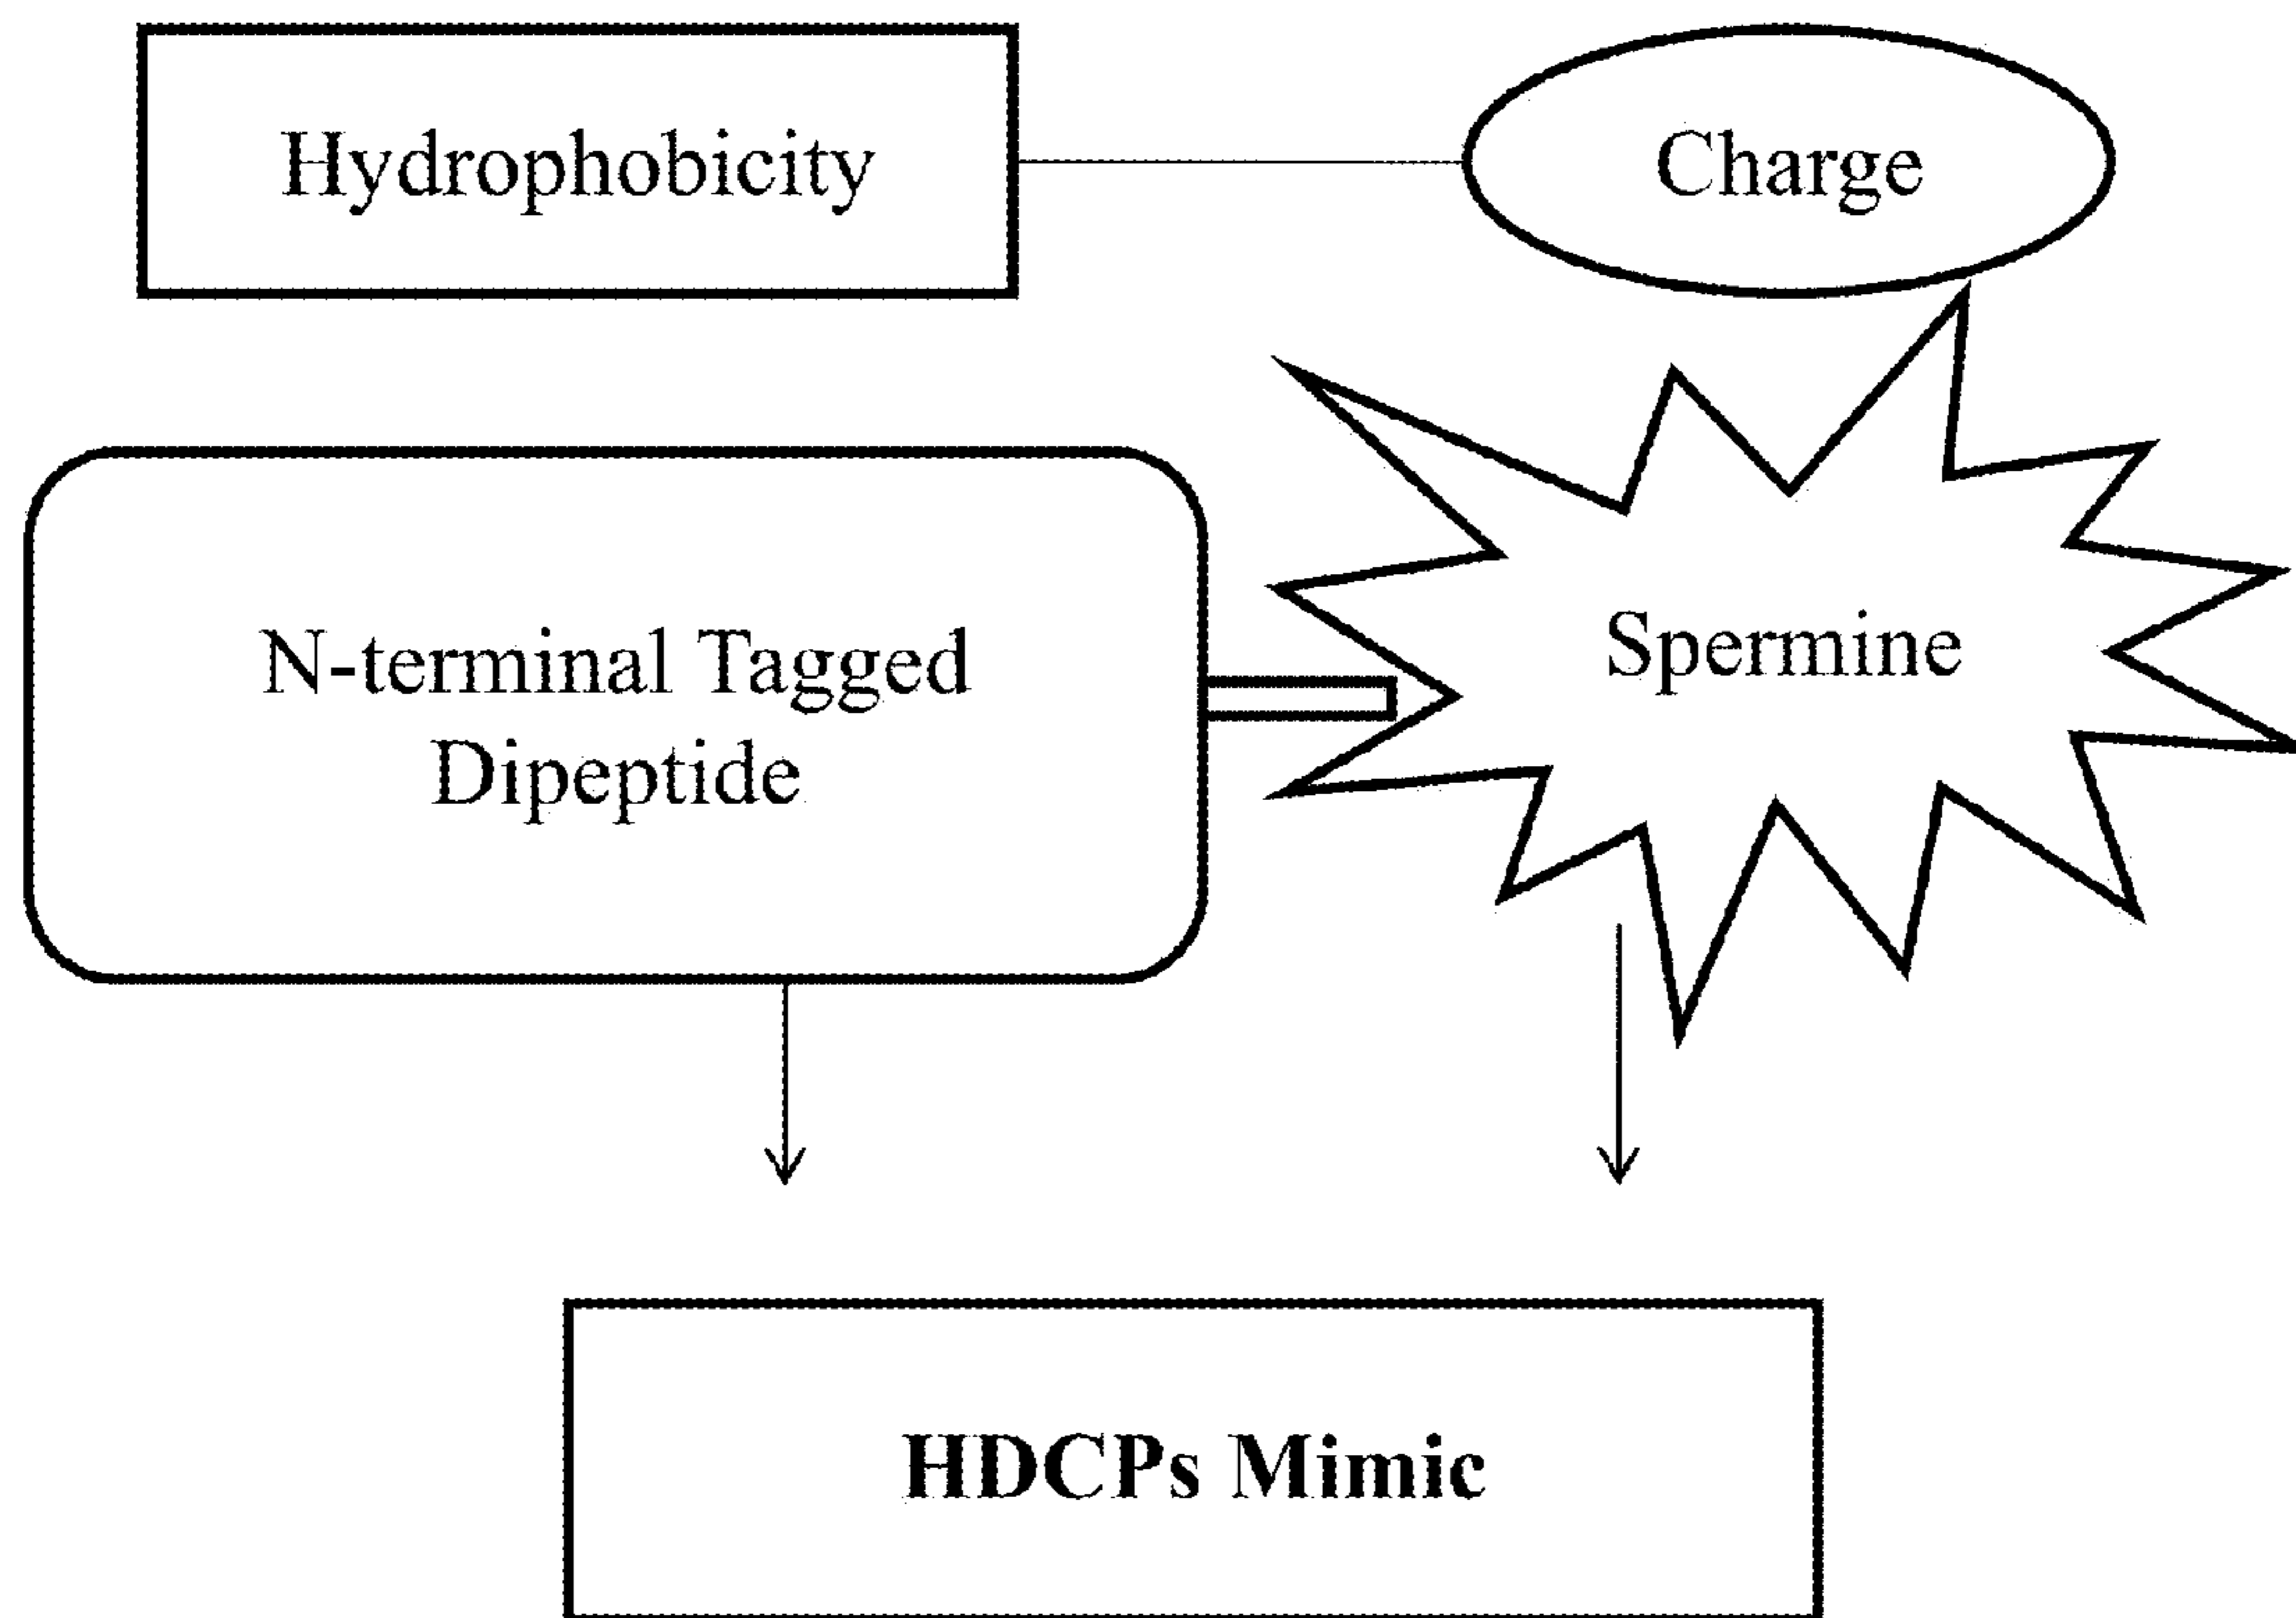 Hydrophobicity
Charge
N-terminal Tagged
Dipeptide
Spermine
HDCPs Mimic